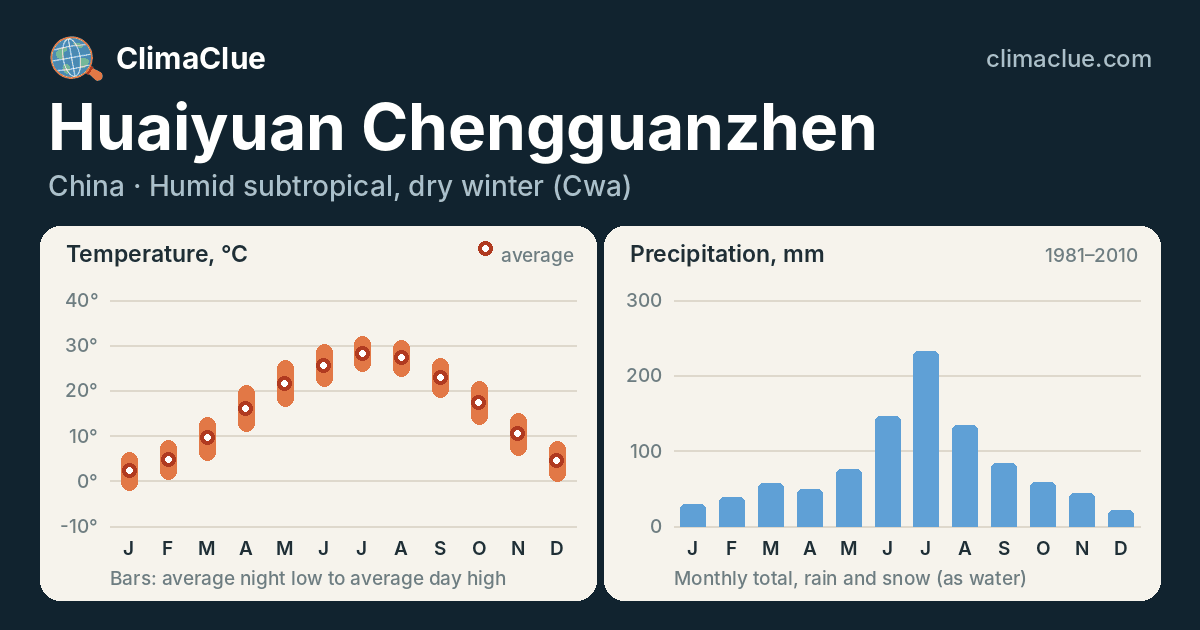 ClimaClue
climaclue.com
Huaiyuan Chengguanzhen
China · Humid subtropical, dry winter (Cwa)
Temperature, °C
average
40°
30°
20°
10°
0°
-10°
J F M A M J J A S O N D
Bars: average night low to average day high
Precipitation, mm
1981–2010
300
200
100
0
J F M A M J J A S O N D
Monthly total, rain and snow (as water)